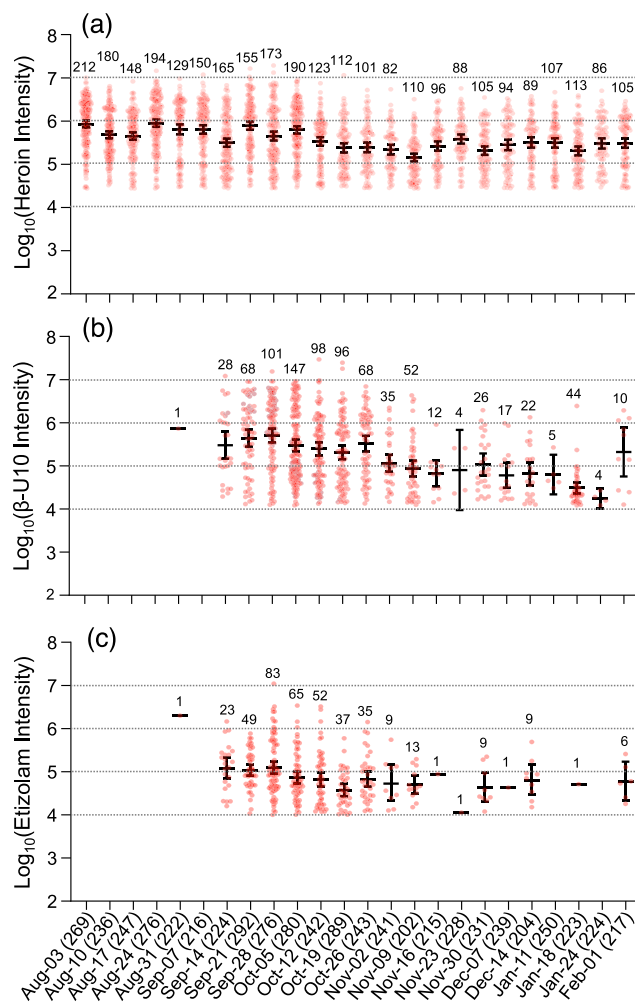 (a)
Log10(Heroin Intensity)
8
7
6
5
4
3
2
212 180 148 194 129 150 165 155 173 190 123 112 101 82 110 96 88 105 94 89 107 113 86 105
(b)
Log10(β-U10 Intensity)
8
7
6
5
4
3
2
1 28 68 101 147 98 96 68 35 52 12 4 26 17 22 5 44 4 10
(c)
Log10(Etizolam Intensity)
8
7
6
5
4
3
2
1 23 49 83 65 52 37 35 9 13 1 1 9 1 9 1 6
Aug-03 (269)
Aug-10 (236)
Aug-17 (247)
Aug-24 (276)
Aug-31 (222)
Sep-07 (216)
Sep-14 (224)
Sep-21 (292)
Sep-28 (276)
Oct-05 (280)
Oct-12 (242)
Oct-19 (289)
Oct-26 (243)
Nov-02 (241)
Nov-09 (202)
Nov-16 (215)
Nov-23 (228)
Nov-30 (231)
Dec-07 (239)
Dec-14 (204)
Jan-11 (250)
Jan-18 (223)
Jan-24 (224)
Feb-01 (217)